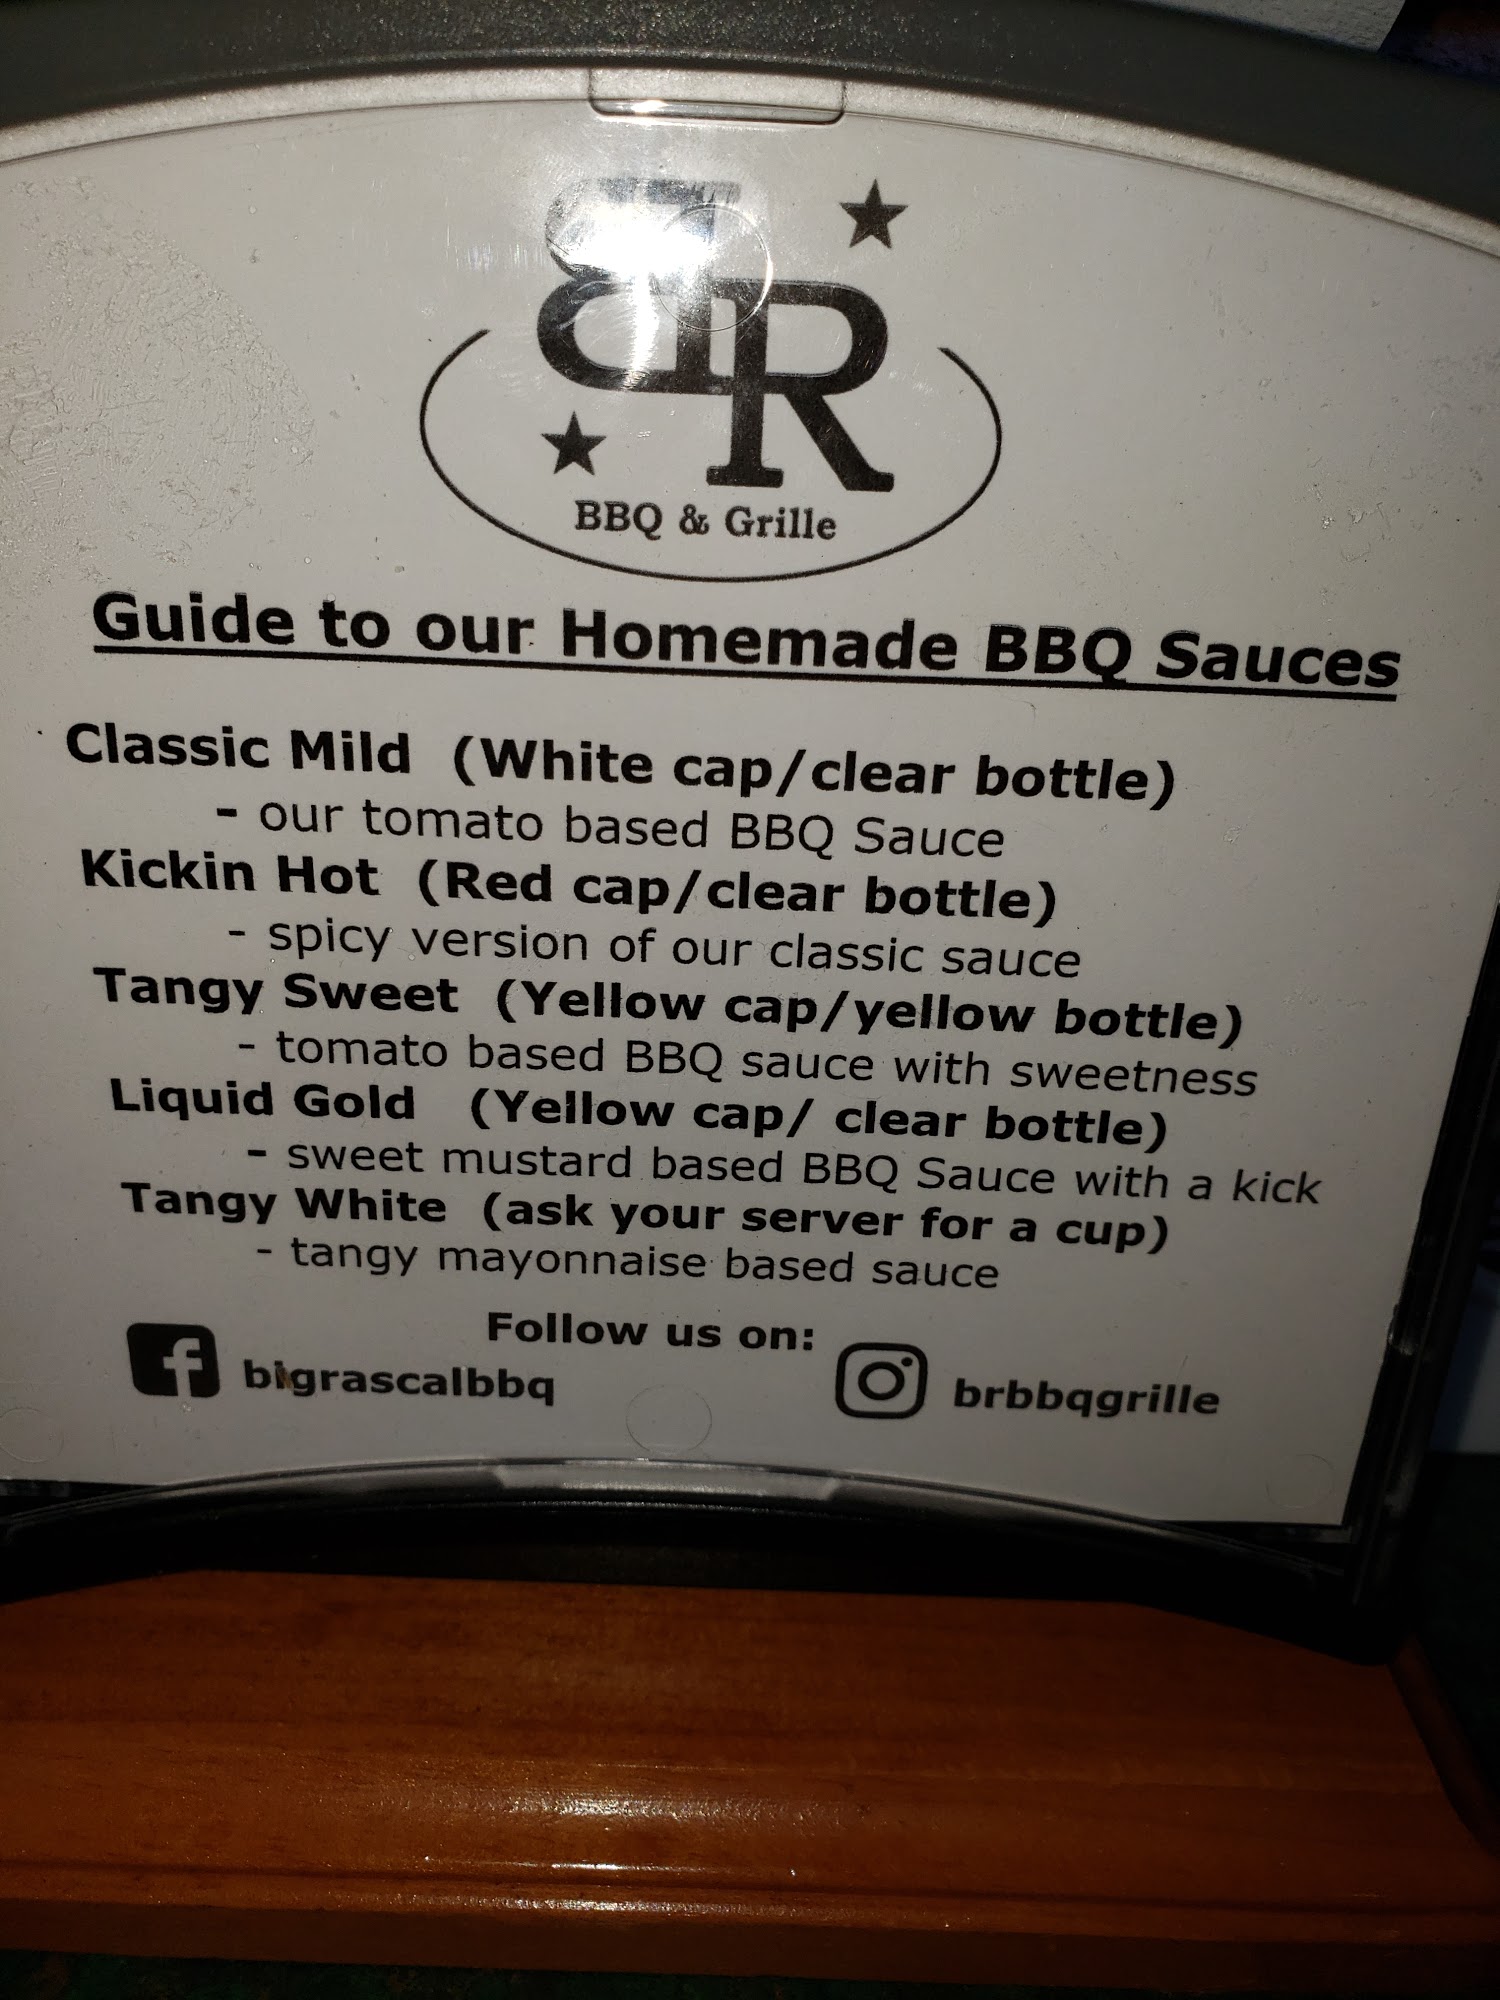 BR
BBQ & Grille
Guide to our Homemade BBQ Sauces
Classic Mild (White cap/clear bottle)
- our tomato based BBQ Sauce
Kickin Hot (Red cap/clear bottle)
- spicy version of our classic sauce
Tangy Sweet (Yellow cap/yellow bottle)
- tomato based BBQ sauce with sweetness
Liquid Gold (Yellow cap/ clear bottle)
- sweet mustard based BBQ Sauce with a kick
Tangy White (ask your server for a cup)
- tangy mayonnaise based sauce
Follow us on:
f bigrascalbbq brbbqgrille